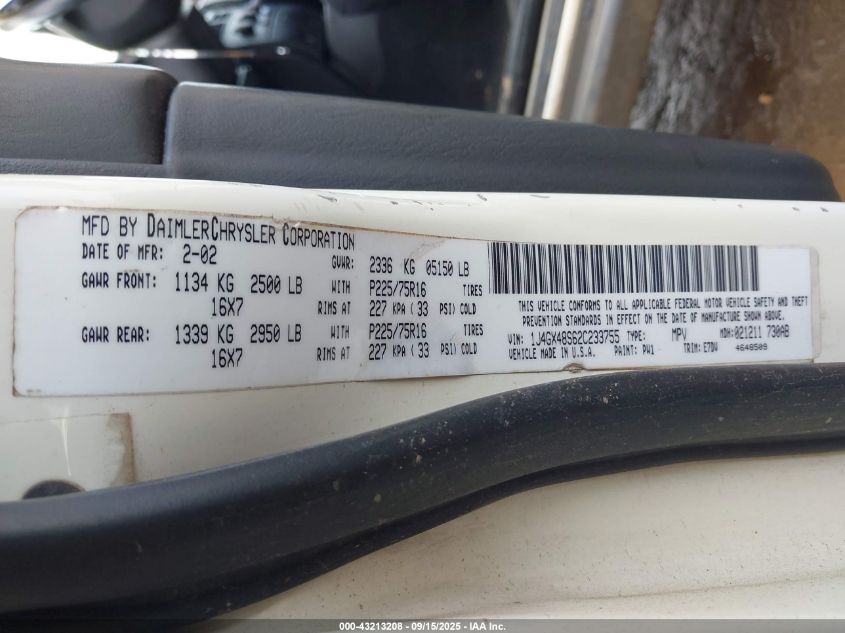 MFD BY DAIMLERCHRYSLER CORPORATION
DATE OF MFR: 2-02 GVWR: 2336 KG 05150 LB
GAWR FRONT: 1134 KG 2500 LB WITH P225/75R16 TIRES
16X7 RIMS AT 227 KPA ( 33 PSI) COLD
GAWR REAR: 1339 KG 2950 LB WITH P225/75R16 TIRES
16X7 RIMS AT 227 KPA ( 33 PSI) COLD
THIS VEHICLE CONFORMS TO ALL APPLICABLE FEDERAL MOTOR VEHICLE SAFETY AND THEFT
PREVENTION STANDARDS IN EFFECT ON THE DATE OF MANUFACTURE SHOWN ABOVE.
VIN: 1J4GX48S62C233755 TYPE: MPV MDH: 021211 730AB
VEHICLE MADE IN U.S.A. PAINT: PW1 TRIM: E7DV 4648509
000-43213208 - 09/15/2025 - IAA Inc.